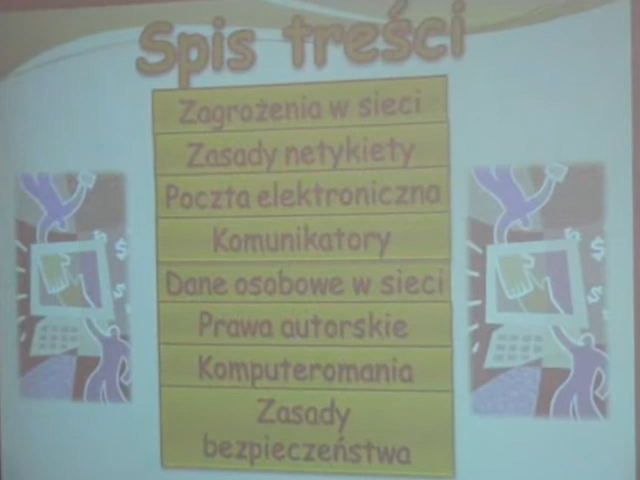 Spis treści
Zagrożenia w sieci
Zasady netykiety
Poczta elektroniczna
Komunikatory
Dane osobowe w sieci
Prawa autorskie
Komputeromania
Zasady
bezpieczeństwa